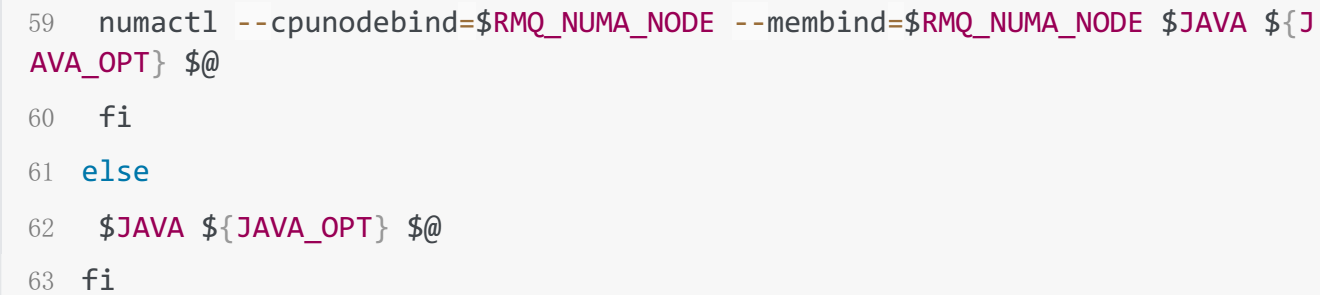 59 numactl --cpunodebind=$RMQ_NUMA_NODE --membind=$RMQ_NUMA_NODE $JAVA ${J
AVA_OPT} $@
60 fi
61 else
62 $JAVA ${JAVA_OPT} $@
63 fi